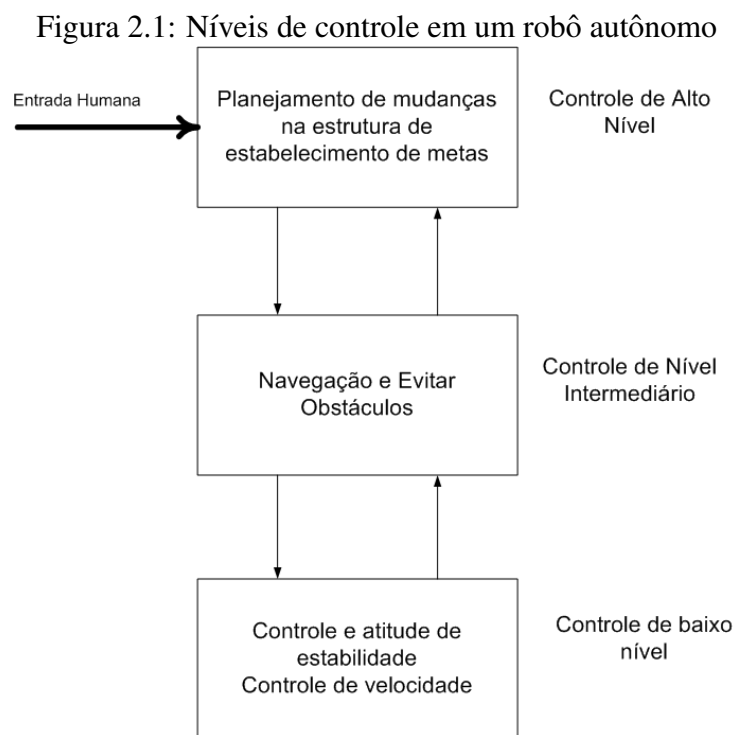 Figura 2.1: Níveis de controle em um robô autônomo
Entrada Humana
Planejamento de mudanças
na estrutura de
estabelecimento de metas
Controle de Alto
Nível
Navegação e Evitar
Obstáculos
Controle de Nível
Intermediário
Controle e atitude de
estabilidade
Controle de velocidade
Controle de baixo
nível